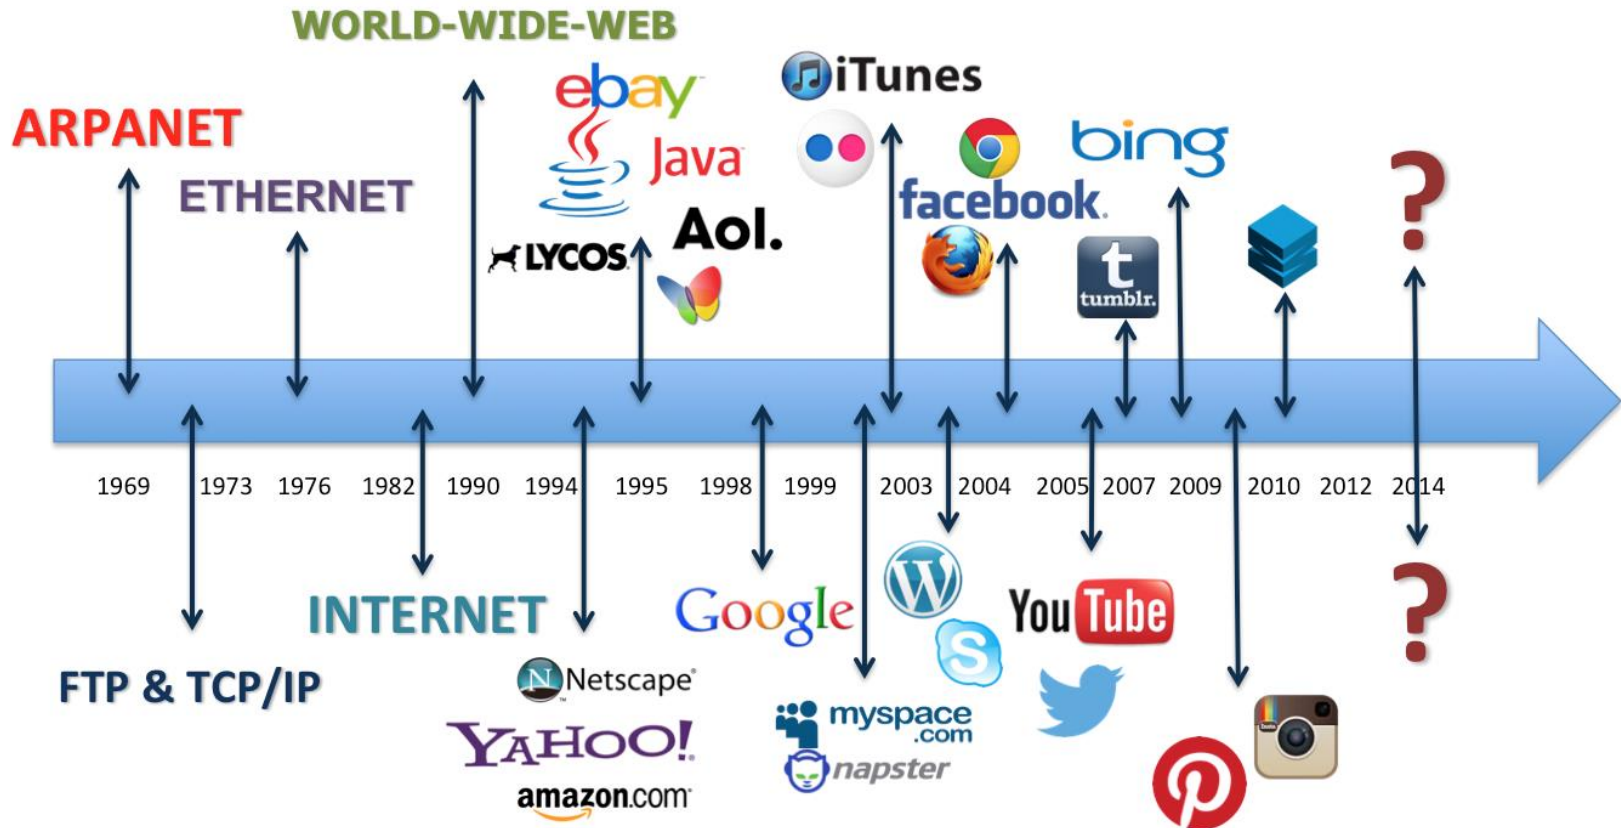 WORLD-WIDE-WEB
ebay
iTunes
ARPANET
Java
bing
?
ETHERNET
facebook
Aol.
LYCOS
t
tumblr.
1969 1973 1976 1982 1990 1994 1995 1998 1999 2003 2004 2005 2007 2009 2010 2012 2014
INTERNET
Google
W
YouTube
?
S
FTP & TCP/IP
N Netscape
YAHOO!
myspace
.com
napster
amazon.com
P